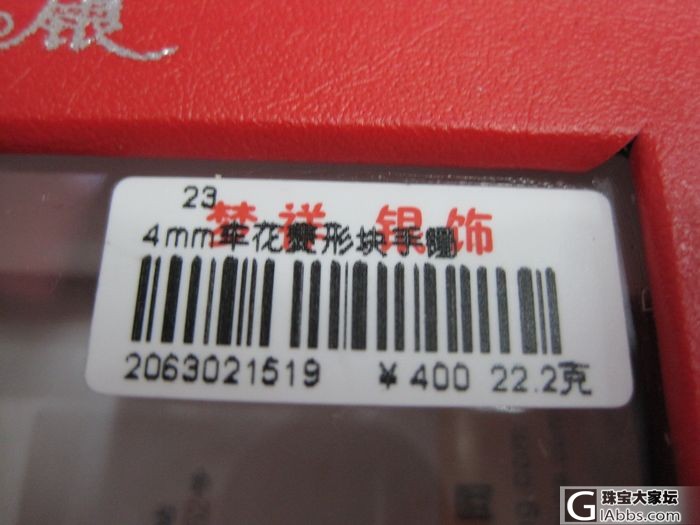 银
23
梦祥 银饰
4mm车花菱形块手镯
2063021519 ¥400 22.2克
珠宝大家坛
GIAbbs.com